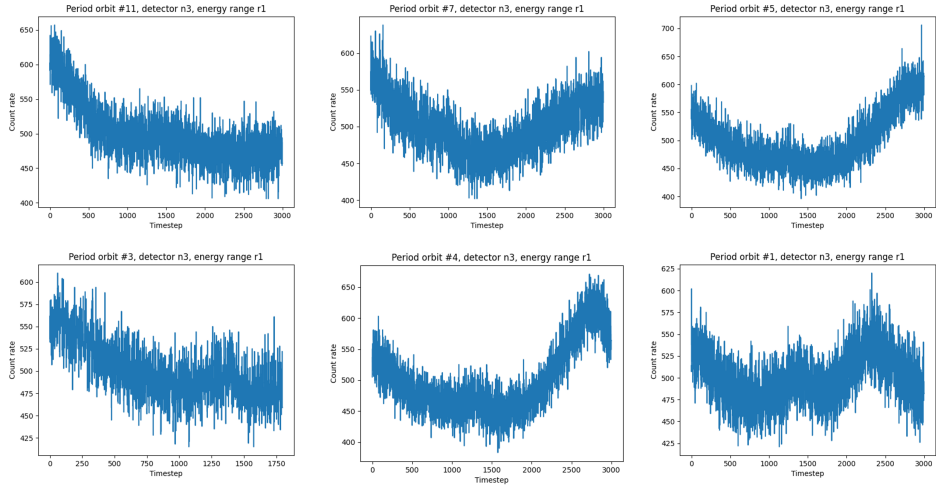 Period orbit #11, detector n3, energy range r1
Count rate
650
600
550
500
450
400
0 500 1000 1500 2000 2500 3000
Timestep
Period orbit #7, detector n3, energy range r1
Count rate
600
550
500
450
400
0 500 1000 1500 2000 2500 3000
Timestep
Period orbit #5, detector n3, energy range r1
Count rate
700
650
600
550
500
450
400
0 500 1000 1500 2000 2500 3000
Timestep
Period orbit #3, detector n3, energy range r1
Count rate
600
575
550
525
500
475
450
425
0 250 500 750 1000 1250 1500 1750
Timestep
Period orbit #4, detector n3, energy range r1
Count rate
650
600
550
500
450
400
0 500 1000 1500 2000 2500 3000
Timestep
Period orbit #1, detector n3, energy range r1
Count rate
625
600
575
550
525
500
475
450
425
0 500 1000 1500 2000 2500 3000
Timestep